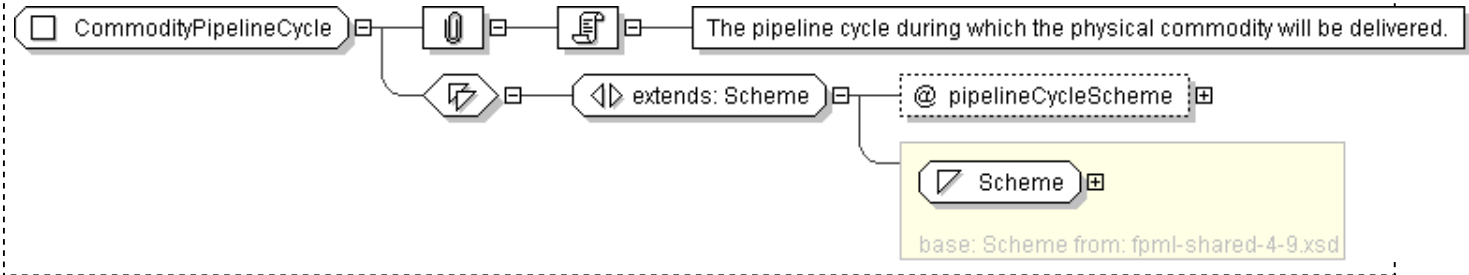 CommodityPipelineCycle
The pipeline cycle during which the physical commodity will be delivered.
extends: Scheme
@ pipelineCycleScheme
Scheme
base: Scheme from: fpml-shared-4-9.xsd